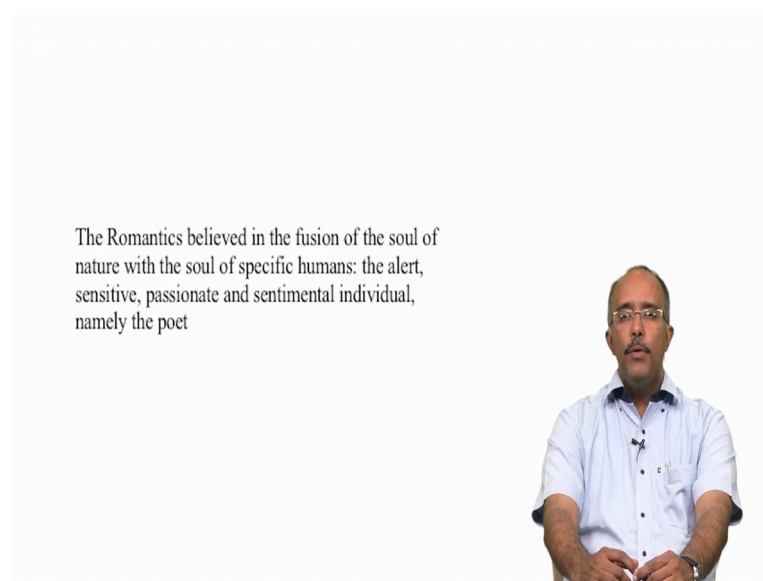 The Romantics believed in the fusion of the soul of
nature with the soul of specific humans: the alert,
sensitive, passionate and sentimental individual,
namely the poet